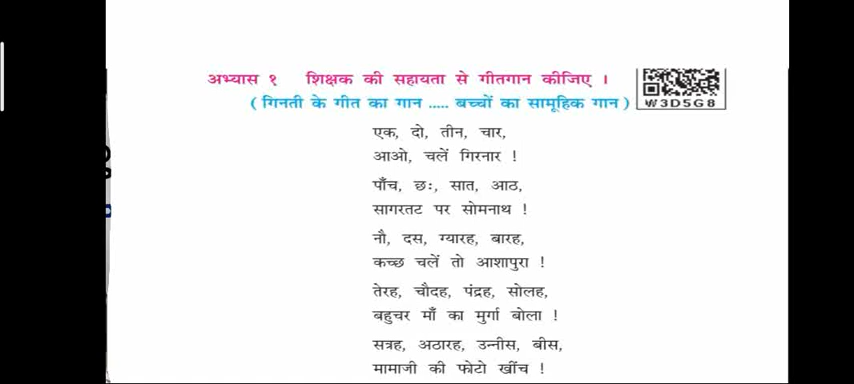 अभ्यास १ शिक्षक की सहायता से गीतगान कीजिए ।
( गिनती के गीत का गान ..... बच्चों का सामूहिक गान )
W3D5G8
एक, दो, तीन, चार,
आओ, चलें गिरनार !
पाँच, छः, सात, आठ,
सागरतट पर सोमनाथ !
नौ, दस, ग्यारह, बारह,
कच्छ चलें तो आशापुरा !
तेरह, चौदह, पंद्रह, सोलह,
बहुचर माँ का मुर्गा बोला !
सत्रह, अठारह, उन्नीस, बीस,
मामाजी की फोटो खींच !